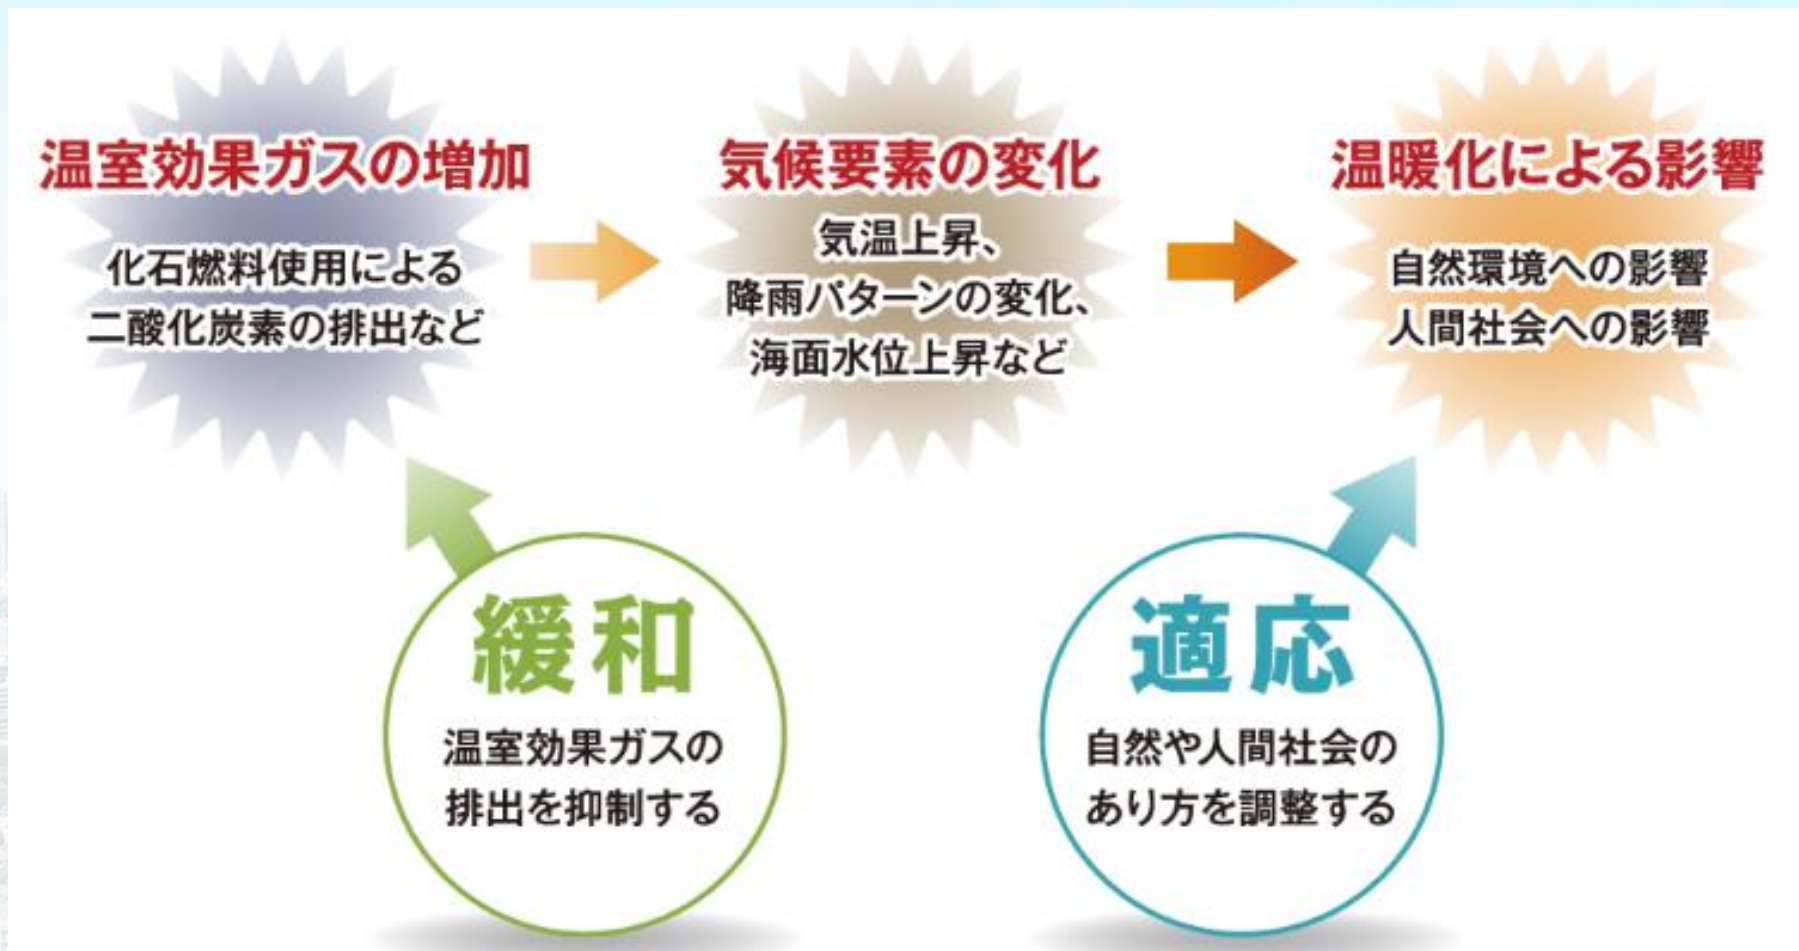 温室効果ガスの増加
化石燃料使用による
二酸化炭素の排出など
気候要素の変化
気温上昇、
降雨パターンの変化、
海面水位上昇など
温暖化による影響
自然環境への影響
人間社会への影響
緩和
温室効果ガスの
排出を抑制する
適応
自然や人間社会の
あり方を調整する